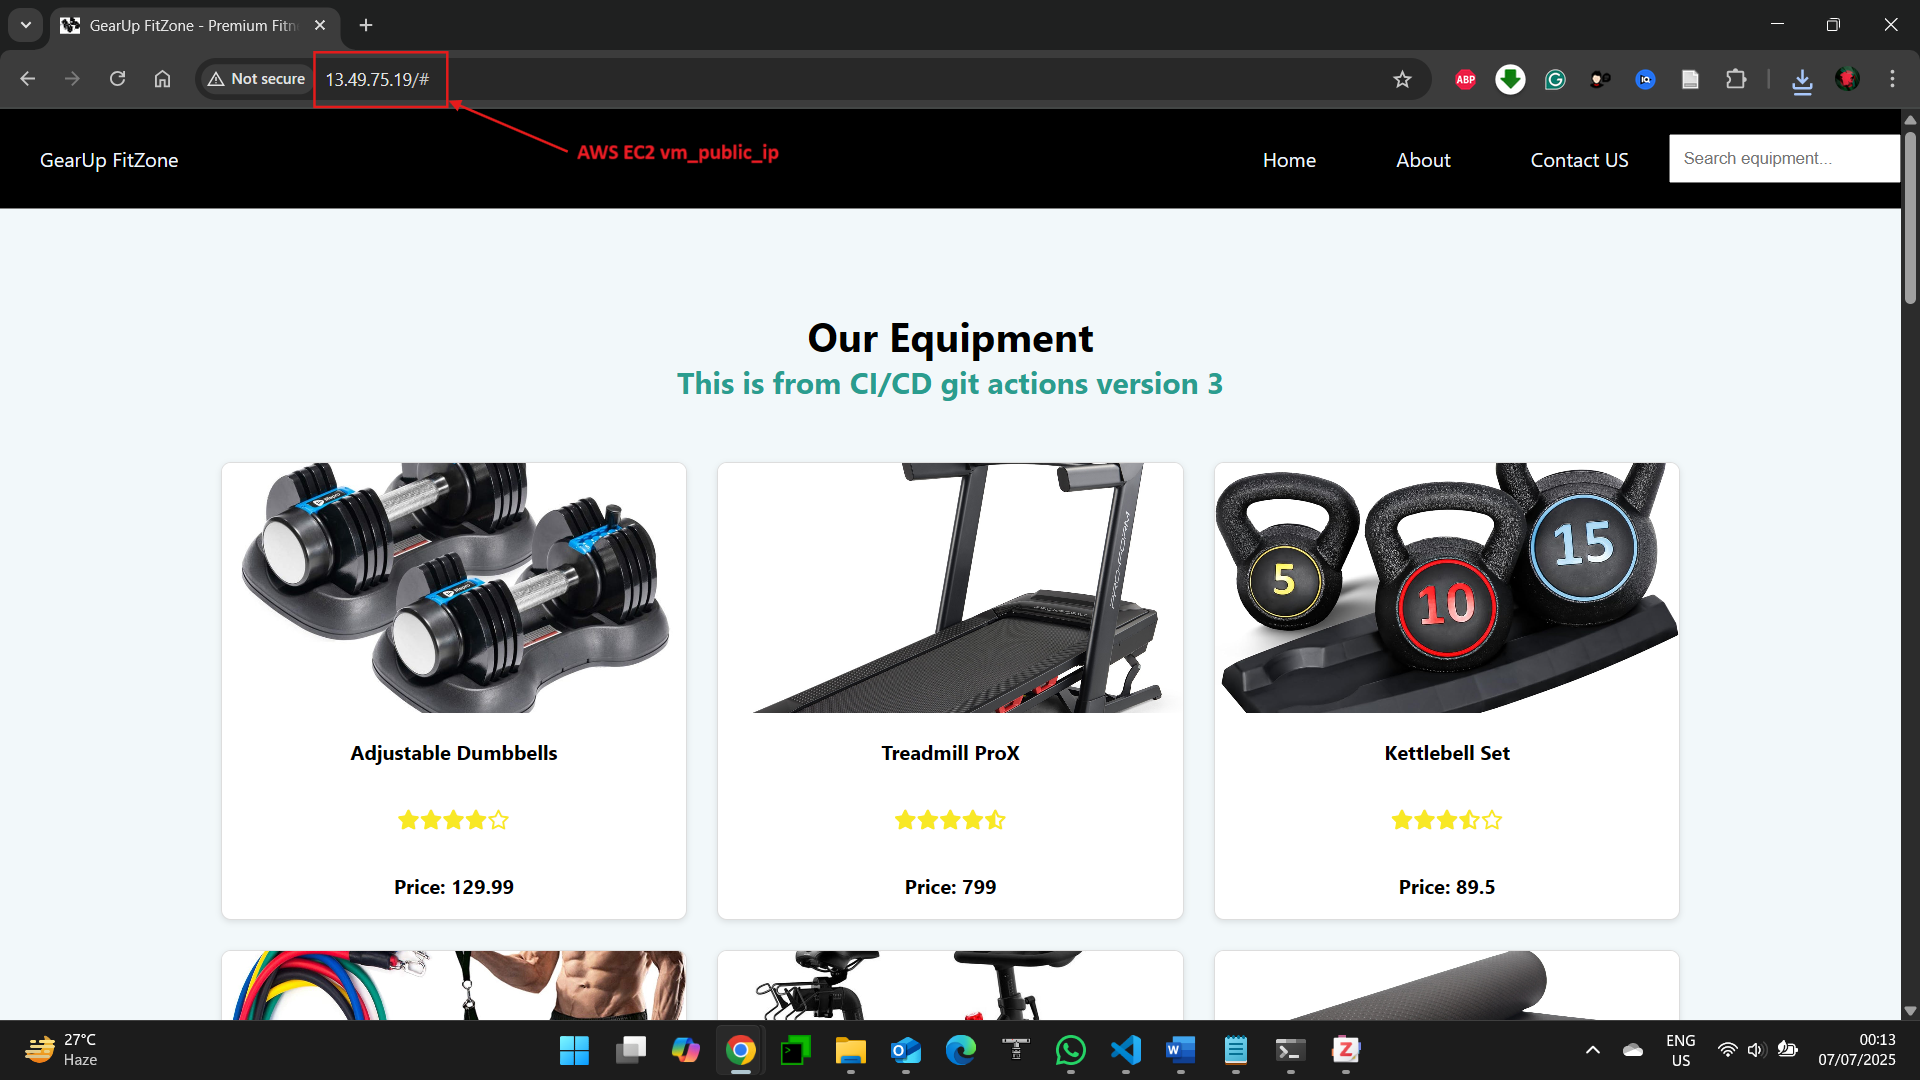 GearUp FitZone - Premium Fitn
Not secure
13.49.75.19/#
ABP
IQ
AWS EC2 vm_public_ip
GearUp FitZone
Home
About
Contact US
Search equipment...
Our Equipment
This is from CI/CD git actions version 3
5
10
15
PRO-FORM
Adjustable Dumbbells
Treadmill ProX
Kettlebell Set
Price: 129.99
Price: 799
Price: 89.5
27°C
Haze
ENG
US
00:13
07/07/2025